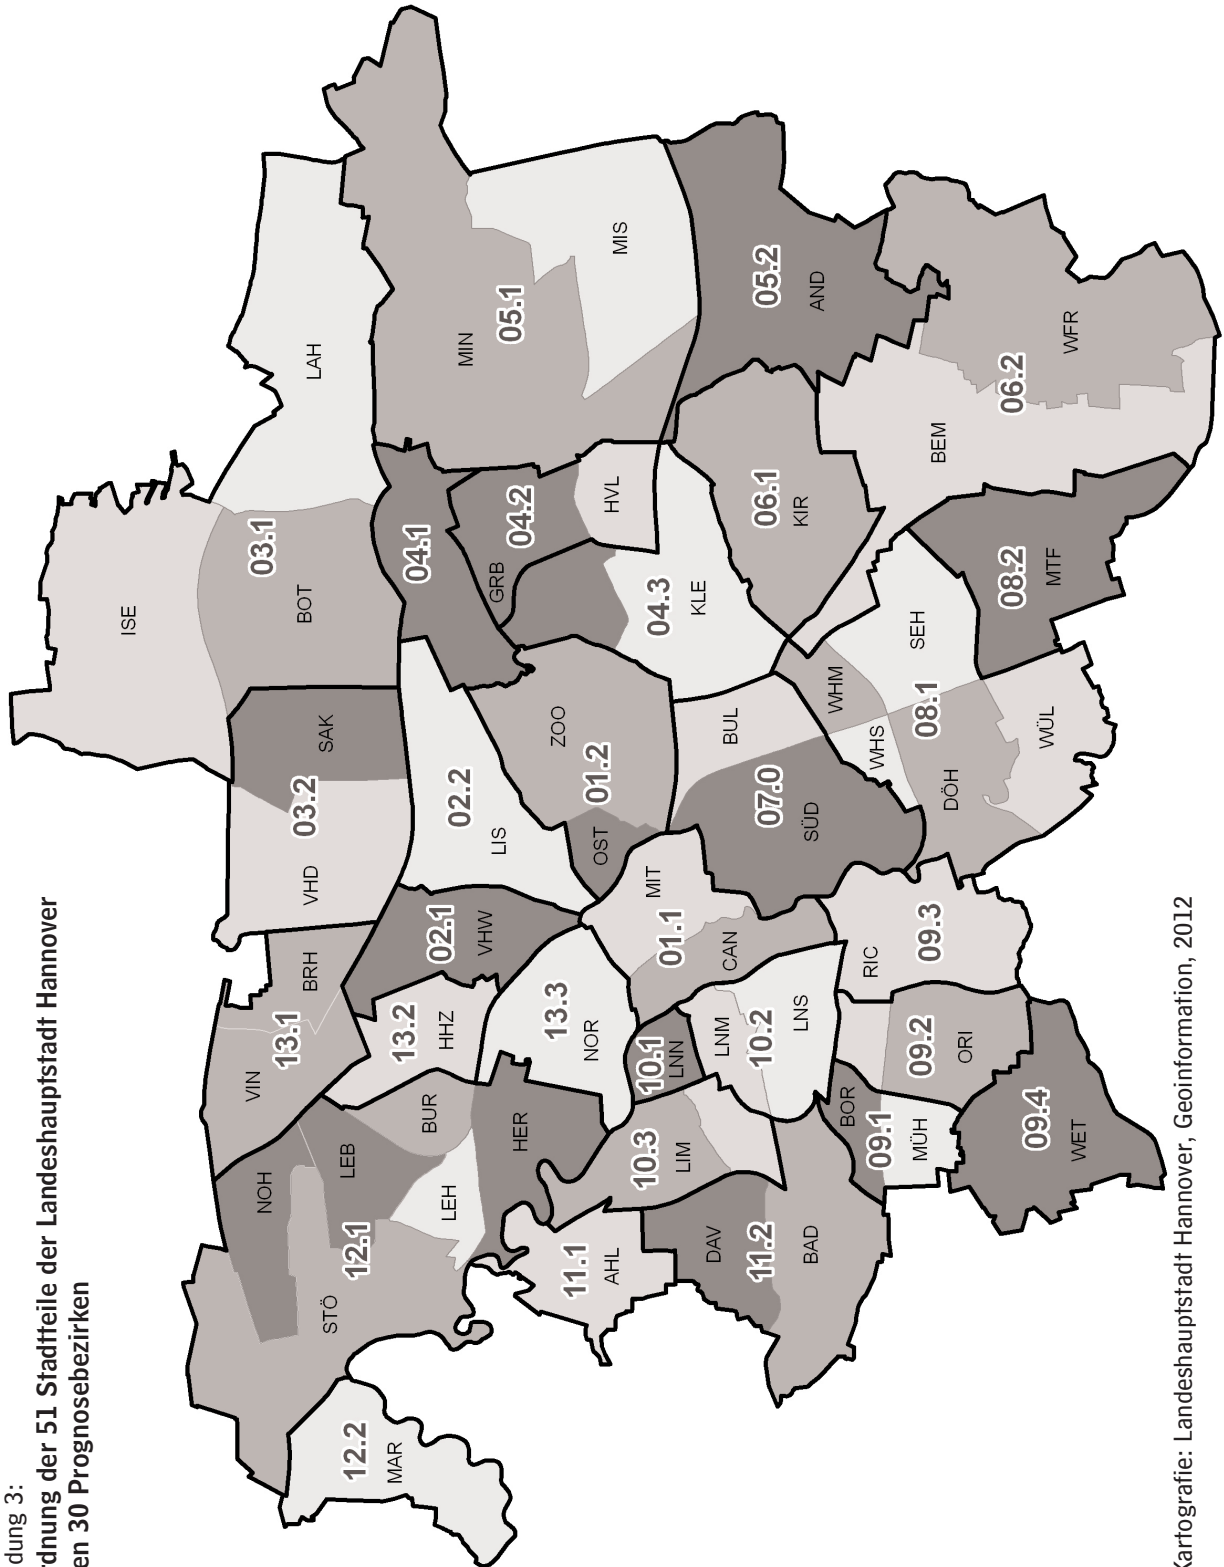 dung 3:
rdnung der 51 Stadtteile der Landeshauptstadt Hannover
en 30 Prognosebezirken
MAR
12.2
STÖ
12.1
NOH
LEB
LEH
BUR
HER
VIN
13.1
BRH
13.2
HHZ
13.3
NOR
VHD
03.2
SAK
ISE
03.1
BOT
LAH
02.1
VHW
02.2
LIS
04.1
GRB
04.2
HVL
04.3
KLE
MIN
05.1
MIS
05.2
AND
ZOO
01.2
OST
MIT
01.1
CAN
11.1
AHL
10.3
LIM
10.1
LNN
LNM
10.2
LNS
DAV
11.2
BAD
BUL
07.0
SÜD
06.1
KIR
BEM
06.2
WFR
WHM
WHS
SEH
08.1
DÖH
WÜL
08.2
MTF
RIC
09.3
BOR
09.1
MÜH
09.2
ORI
09.4
WET
Kartografie: Landeshauptstadt Hanover, Geoinformation, 2012